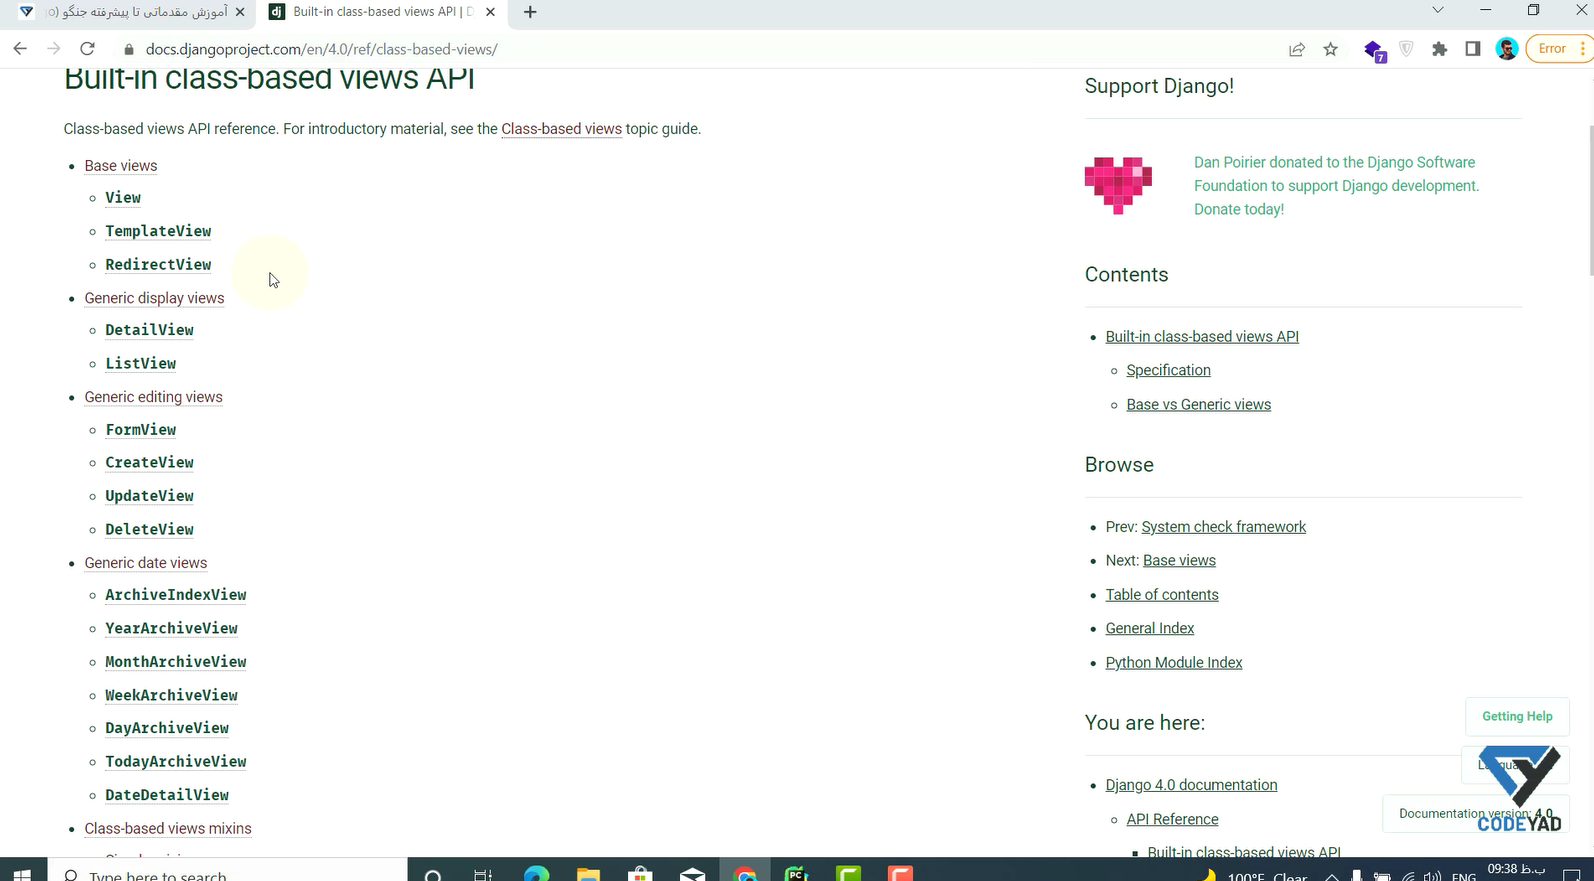 آموزش مقدماتی تا پیشرفته جنگو (
Built-in class-based views API | D
docs.djangoproject.com/en/4.0/ref/class-based-views/
7
Error
Built-in class-based views API
Class-based views API reference. For introductory material, see the Class-based views topic guide.
Base views
View
TemplateView
RedirectView
Generic display views
DetailView
ListView
Generic editing views
FormView
CreateView
UpdateView
DeleteView
Generic date views
ArchiveIndexView
YearArchiveView
MonthArchiveView
WeekArchiveView
DayArchiveView
TodayArchiveView
DateDetailView
Class-based views mixins
Support Django!
Dan Poirier donated to the Django Software
Foundation to support Django development.
Donate today!
Contents
Built-in class-based views API
Specification
Base vs Generic views
Browse
Prev: System check framework
Next: Base views
Table of contents
General Index
Python Module Index
You are here:
Django 4.0 documentation
API Reference
Built-in class-based views API
Getting Help
Documentation version: 4.0
CODEYAD
Type here to search
PC
100°F Clear
ENG
09:38 ب.ظ